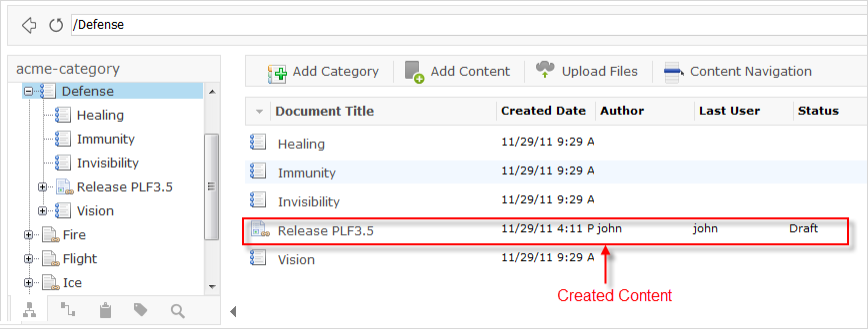 /Defense
acme-category
Defense
Healing
Immunity
Invisibility
Release PLF3.5
Vision
Fire
Flight
Ice
Add Category Add Content Upload Files Content Navigation
Document Title Created Date Author Last User Status
Healing 11/29/11 9:29 A
Immunity 11/29/11 9:29 A
Invisibility 11/29/11 9:29 A
Release PLF3.5 11/29/11 4:11 P john john Draft
Vision 11/29/11 9:29 A
Created Content